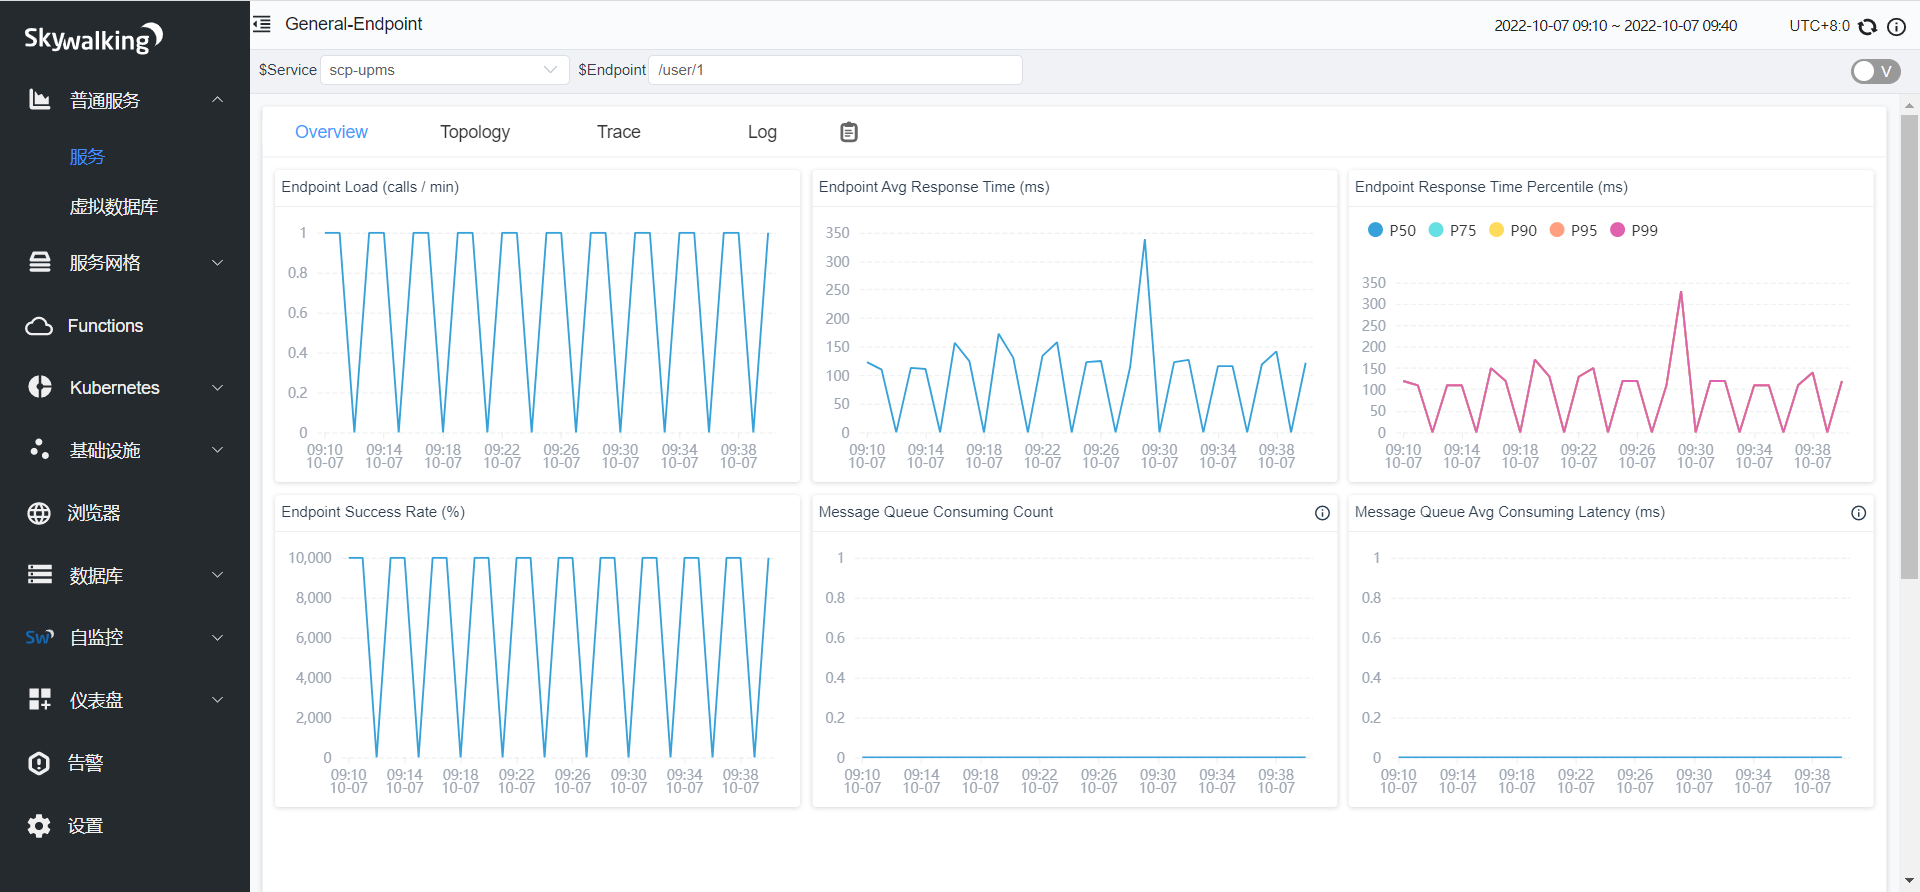 Skywalking
普通服务
服务
虚拟数据库
服务网格
Functions
Kubernetes
基础设施
浏览器
数据库
Sw 自监控
仪表盘
告警
设置
General-Endpoint
2022-10-07 09:10 ~ 2022-10-07 09:40
UTC+8:0
$Service scp-upms $Endpoint /user/1
V
Overview Topology Trace Log
Endpoint Load (calls / min)
1
0.8
0.6
0.4
0.2
0
09:10 09:14 09:18 09:22 09:26 09:30 09:34 09:38
10-07 10-07 10-07 10-07 10-07 10-07 10-07 10-07
Endpoint Avg Response Time (ms)
350
300
250
200
150
100
50
0
09:10 09:14 09:18 09:22 09:26 09:30 09:34 09:38
10-07 10-07 10-07 10-07 10-07 10-07 10-07 10-07
Endpoint Response Time Percentile (ms)
P50 P75 P90 P95 P99
350
300
250
200
150
100
50
0
09:10 09:14 09:18 09:22 09:26 09:30 09:34 09:38
10-07 10-07 10-07 10-07 10-07 10-07 10-07 10-07
Endpoint Success Rate (%)
10,000
8,000
6,000
4,000
2,000
0
09:10 09:14 09:18 09:22 09:26 09:30 09:34 09:38
10-07 10-07 10-07 10-07 10-07 10-07 10-07 10-07
Message Queue Consuming Count
1
0.8
0.6
0.4
0.2
0
09:10 09:14 09:18 09:22 09:26 09:30 09:34 09:38
10-07 10-07 10-07 10-07 10-07 10-07 10-07 10-07
Message Queue Avg Consuming Latency (ms)
1
0.8
0.6
0.4
0.2
0
09:10 09:14 09:18 09:22 09:26 09:30 09:34 09:38
10-07 10-07 10-07 10-07 10-07 10-07 10-07 10-07